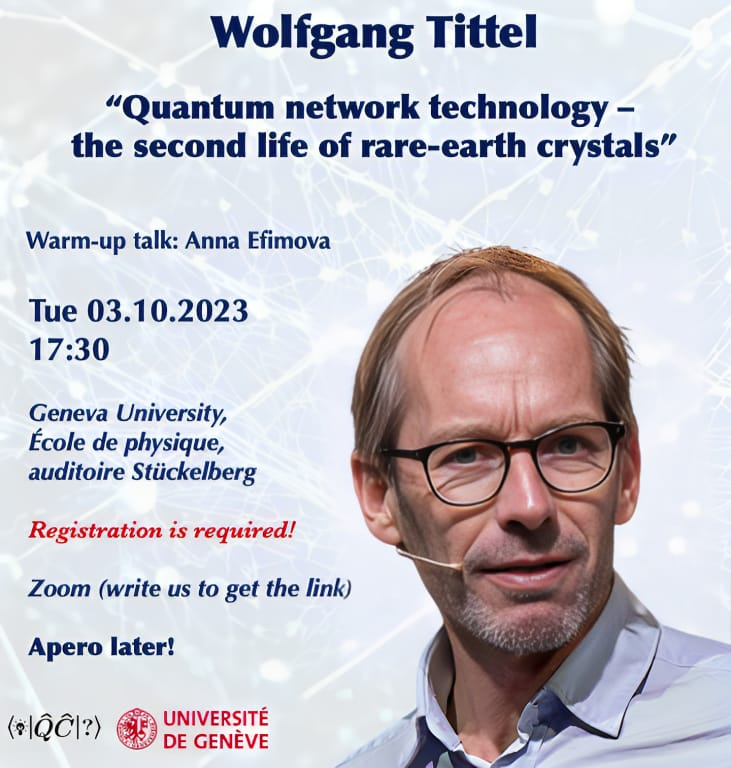 Wolfgang Tittel
“Quantum network technology –
the second life of rare-earth crystals”
Warm-up talk: Anna Efimova
Tue 03.10.2023
17:30
Geneva University,
École de physique,
auditoire Stückelberg
Registration is required!
Zoom (write us to get the link)
Apero later!
⟨|Q̂Ĉ|?⟩
UNIVERSITÉ
DE GENÈVE